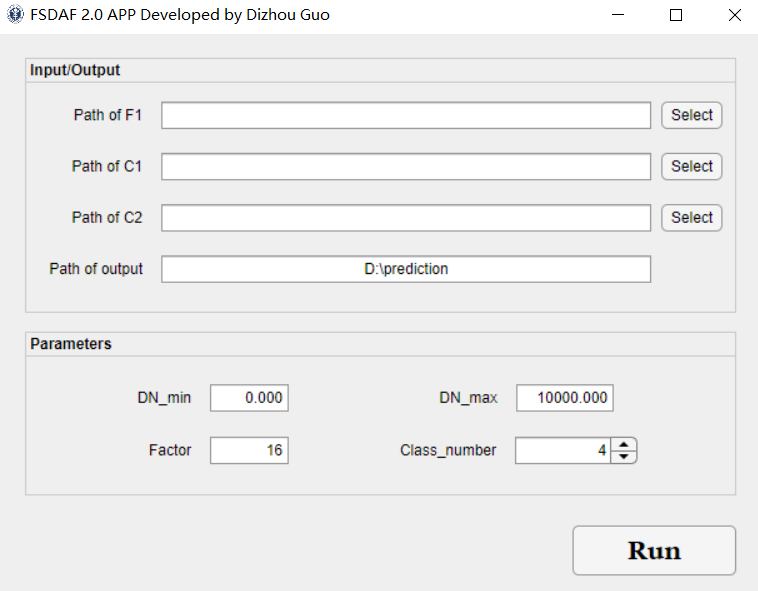 FSDAF 2.0 APP Developed by Dizhou Guo
Input/Output
Path of F1 Select
Path of C1 Select
Path of C2 Select
Path of output D:\prediction
Parameters
DN_min 0.000 DN_max 10000.000
Factor 16 Class_number 4
Run